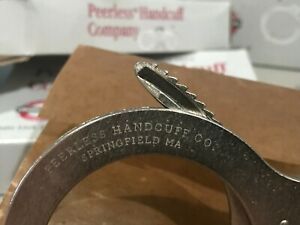 Peerless® Handcuff
Company
PEERLESS HANDCUFF CO.
SPRINGFIELD MA